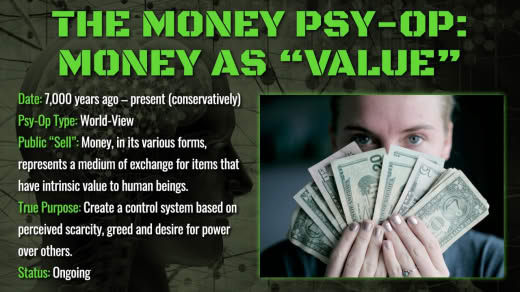 THE MONEY PSY-OP:
MONEY AS “VALUE”
Date: 7,000 years ago – present (conservatively)
Psy-Op Type: World-View
Public “Sell”: Money, in its various forms,
represents a medium of exchange for items that
have intrinsic value to human beings.
True Purpose: Create a control system based on
perceived scarcity, greed and desire for power
over others.
Status: Ongoing